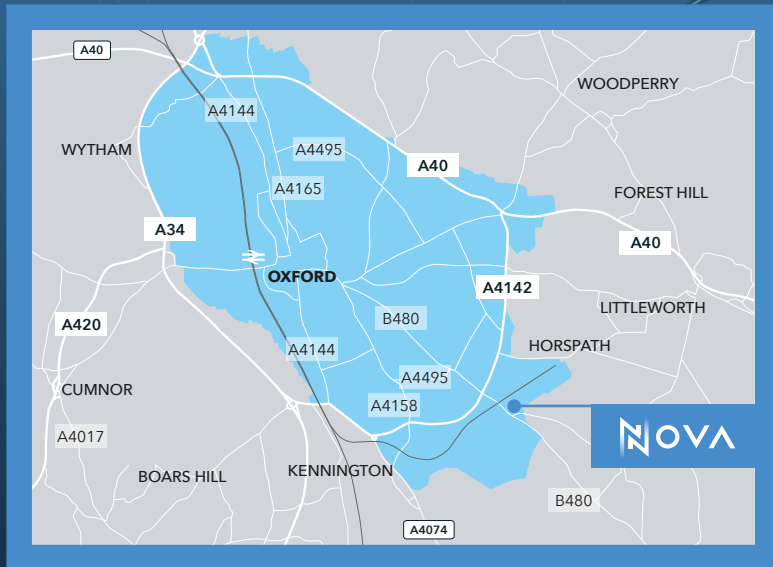 A40
WOODPERRY
A4144
WYTHAM
A4495
A40
A4165
FOREST HILL
A34
A40
OXFORD
A4142
LITTLEWORTH
A420
B480
HORSPATH
A4144
A4495
CUMNOR
A4158
A4017
NOVA
BOARS HILL
KENNINGTON
B480
A4074